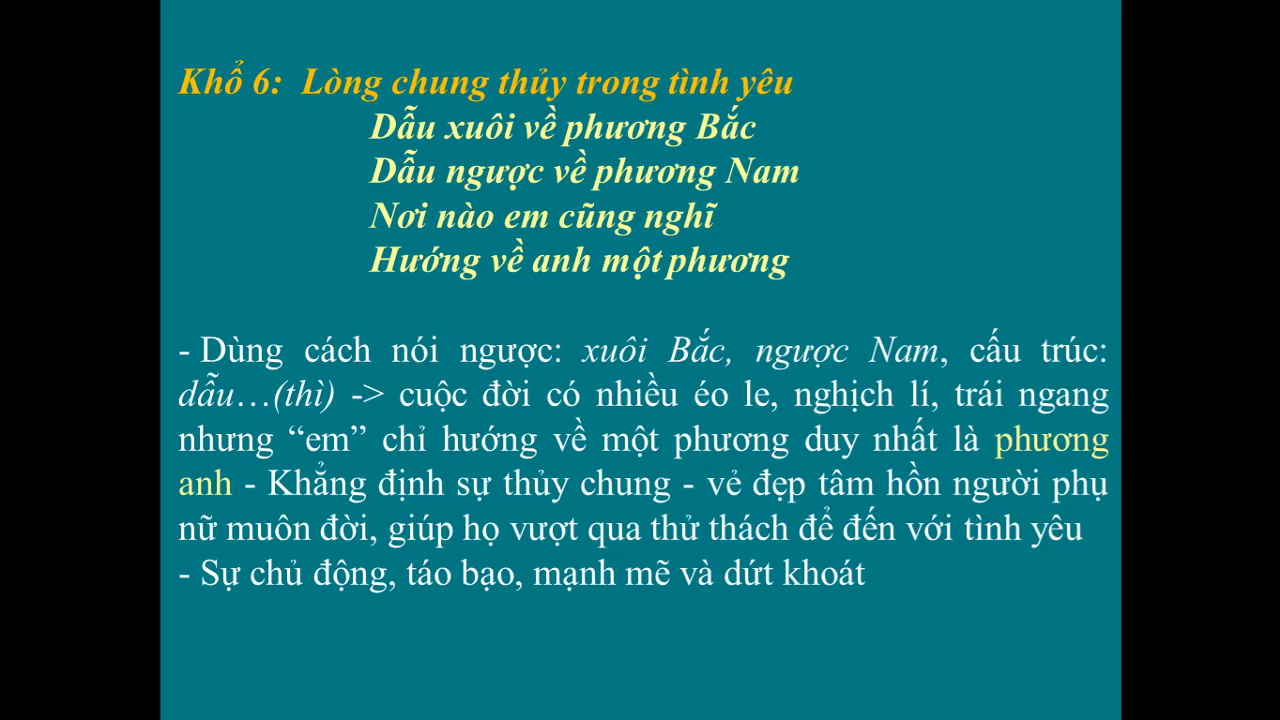 Khổ 6: Lòng chung thủy trong tình yêu
Dẫu xuôi về phương Bắc
Dẫu ngược về phương Nam
Nơi nào em cũng nghĩ
Hướng về anh một phương
- Dùng cách nói ngược: xuôi Bắc, ngược Nam, cấu trúc:
dẫu…(thì) -> cuộc đời có nhiều éo le, nghịch lí, trái ngang
nhưng “em” chỉ hướng về một phương duy nhất là phương
anh - Khẳng định sự thủy chung - vẻ đẹp tâm hồn người phụ
nữ muôn đời, giúp họ vượt qua thử thách để đến với tình yêu
- Sự chủ động, táo bạo, mạnh mẽ và dứt khoát